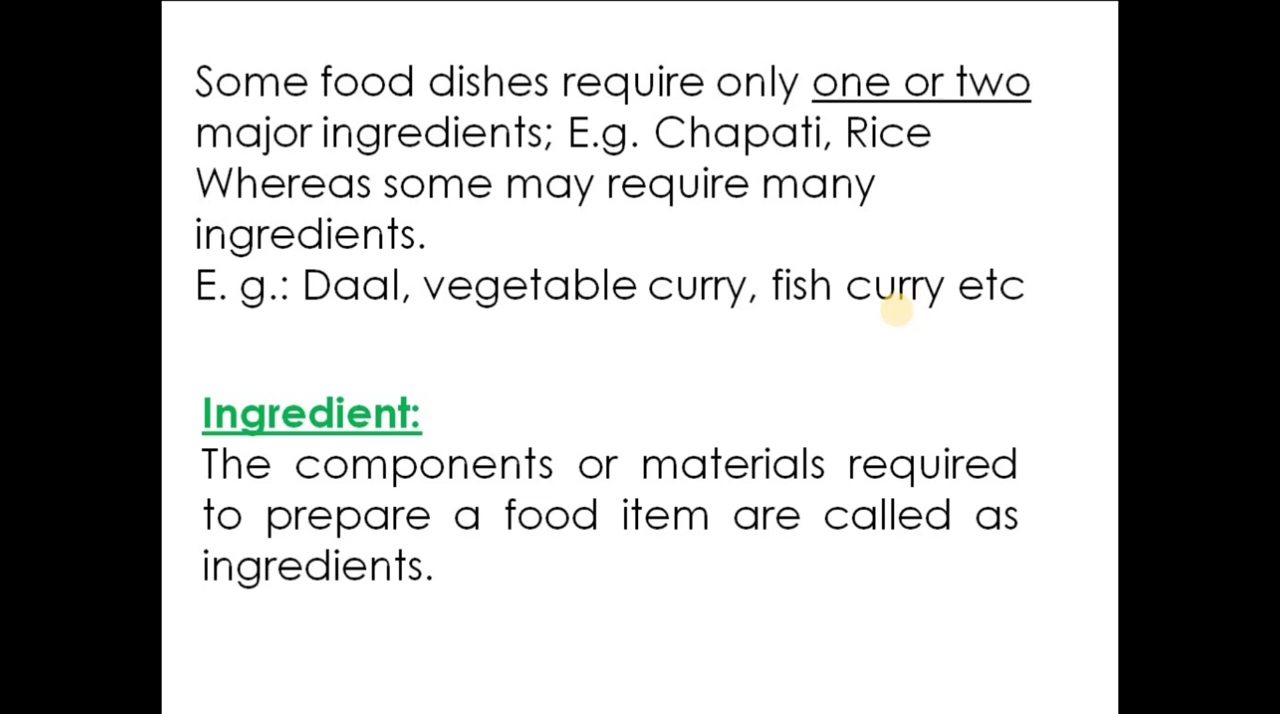 Some food dishes require only one or two
major ingredients; E.g. Chapati, Rice
Whereas some may require many
ingredients.
E. g.: Daal, vegetable curry, fish curry etc
Ingredient:
The components or materials required
to prepare a food item are called as
ingredients.